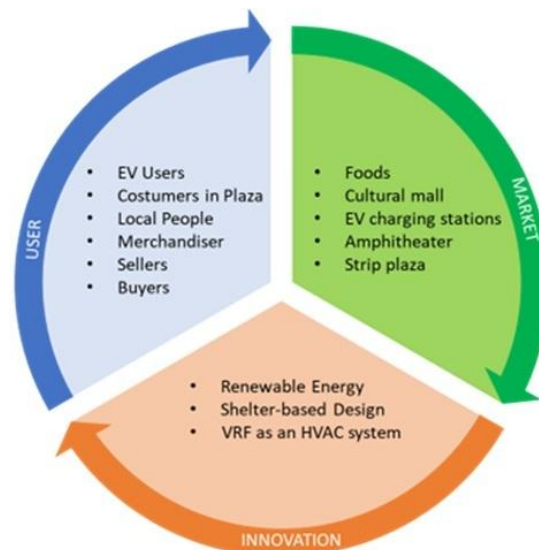 USER
• EV Users
• Costumers in Plaza
• Local People
• Merchandiser
• Sellers
• Buyers
MARKET
• Foods
• Cultural mall
• EV charging stations
• Amphitheater
• Strip plaza
• Renewable Energy
• Shelter-based Design
• VRF as an HVAC system
INNOVATION